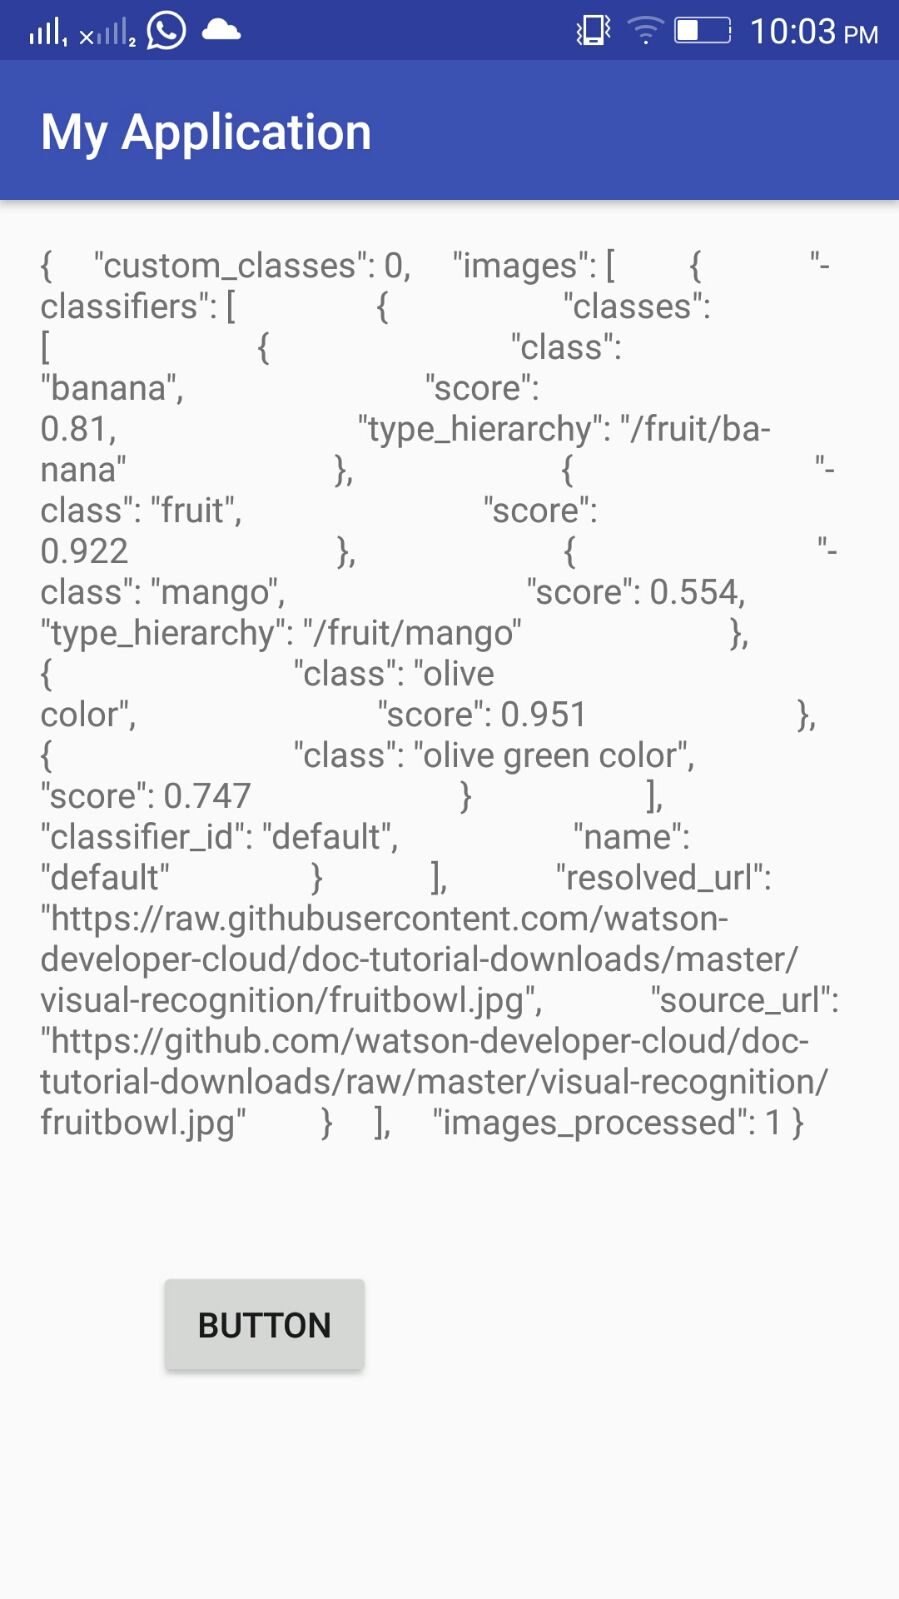 1 x 2 10:03 PM
My Application
{ "custom_classes": 0, "images": [ { "-
classifiers": [ { "classes":
[ { "class":
"banana", "score":
0.81, "type_hierarchy": "/fruit/ba-
nana" }, { "-
class": "fruit", "score":
0.922 }, { "-
class": "mango", "score": 0.554,
"type_hierarchy": "/fruit/mango" },
{ "class": "olive
color", "score": 0.951 },
{ "class": "olive green color",
"score": 0.747 } ],
"classifier_id": "default", "name":
"default" } ], "resolved_url":
"https://raw.githubusercontent.com/watson-
developer-cloud/doc-tutorial-downloads/master/
visual-recognition/fruitbowl.jpg", "source_url":
"https://github.com/watson-developer-cloud/doc-
tutorial-downloads/raw/master/visual-recognition/
fruitbowl.jpg" } ], "images_processed": 1 }
BUTTON